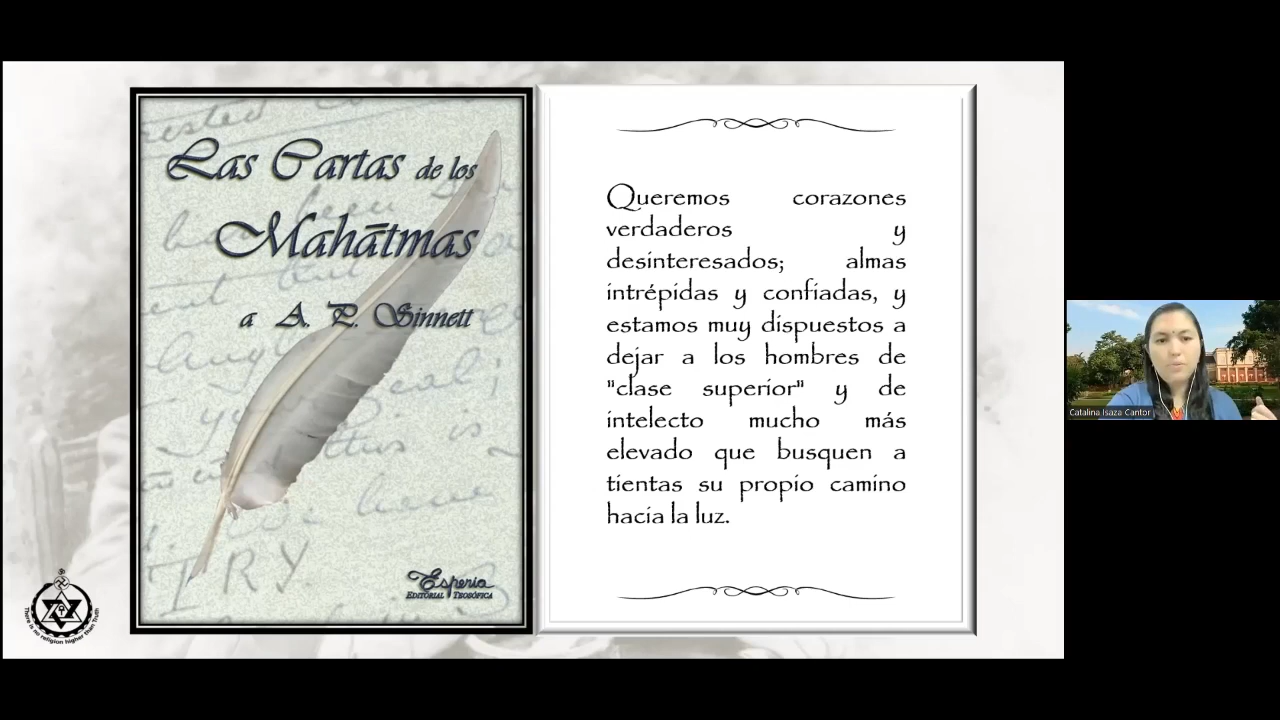 Las Cartas de los
Mahātmas
a A. P. Sinnett
TRY
Esperia
EDITORIAL TEOSÓFICA
Queremos corazones
verdaderos y
desinteresados; almas
intrépidas y confiadas, y
estamos muy dispuestos a
dejar a los hombres de
"clase superior" y de
intelecto mucho más
elevado que busquen a
tientas su propio camino
hacia la luz.
There is no religion higher than Truth
Catalina Isaza Cantor